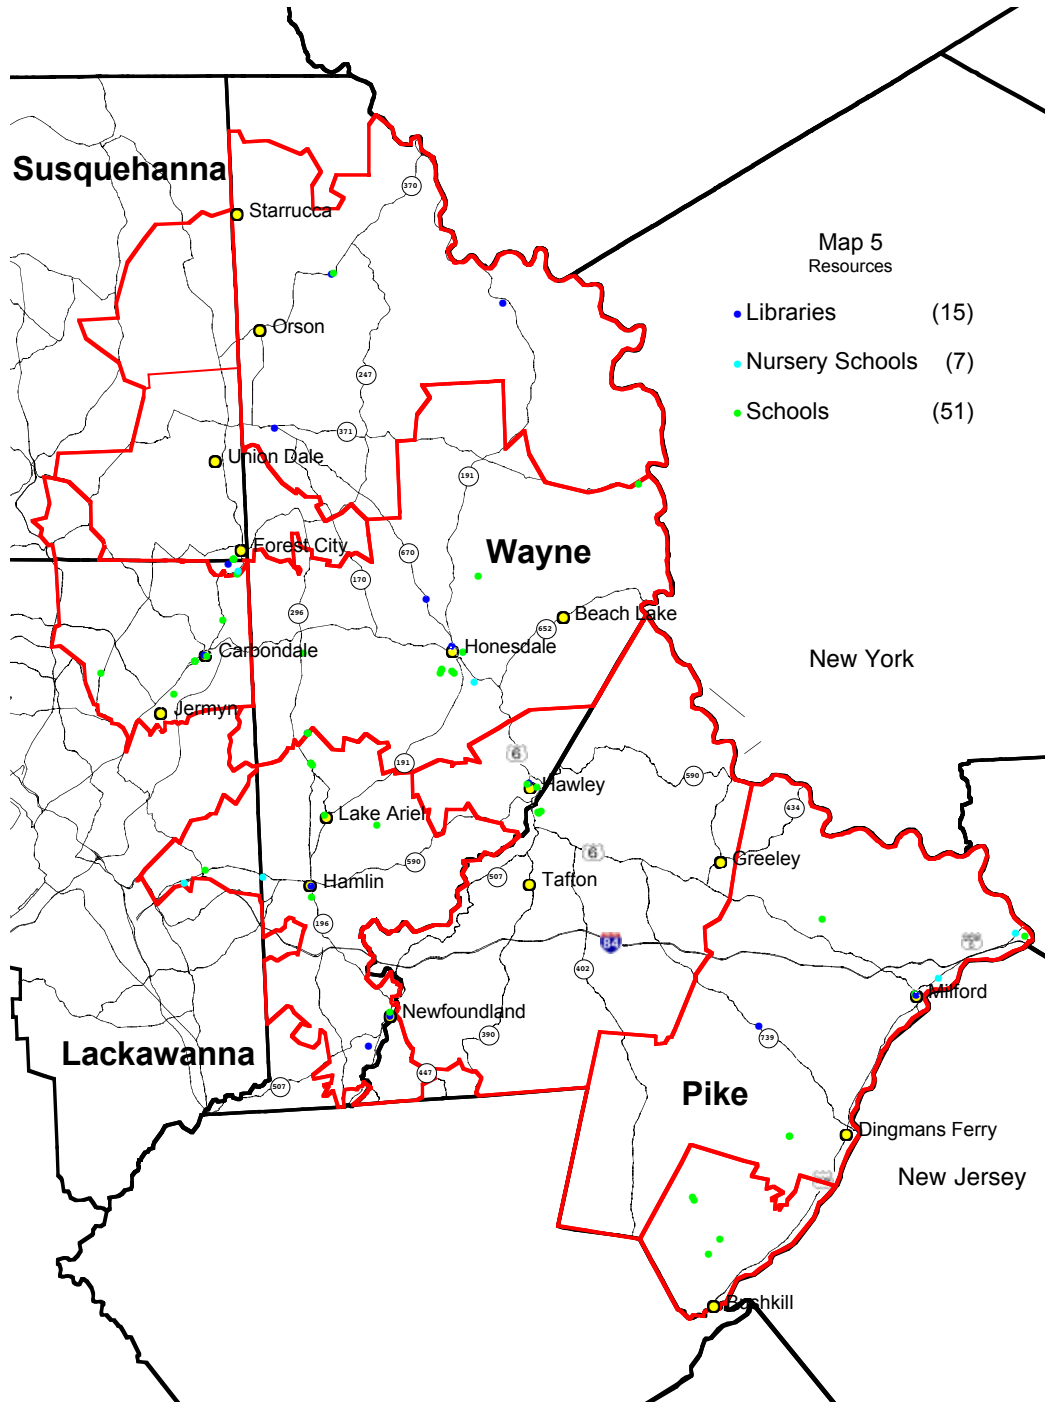 370
Susquehanna
Starrucca
Map 5
Resources
Libraries (15)
Orson
Nursery Schools (7)
247
Schools (51)
371
Union Dale
191
Forest City
Wayne
670
170
296
Beach Lake
652
Carbondale
Honesdale
New York
Jermyn
6
191
Hawley
590
434
Lake Ariel
6
590
Greeley
507
Tafton
Hamlin
196
84
402
Milford
Newfoundland
390
739
Lackawanna
447
507
Pike
Dingmans Ferry
New Jersey
Bushkill